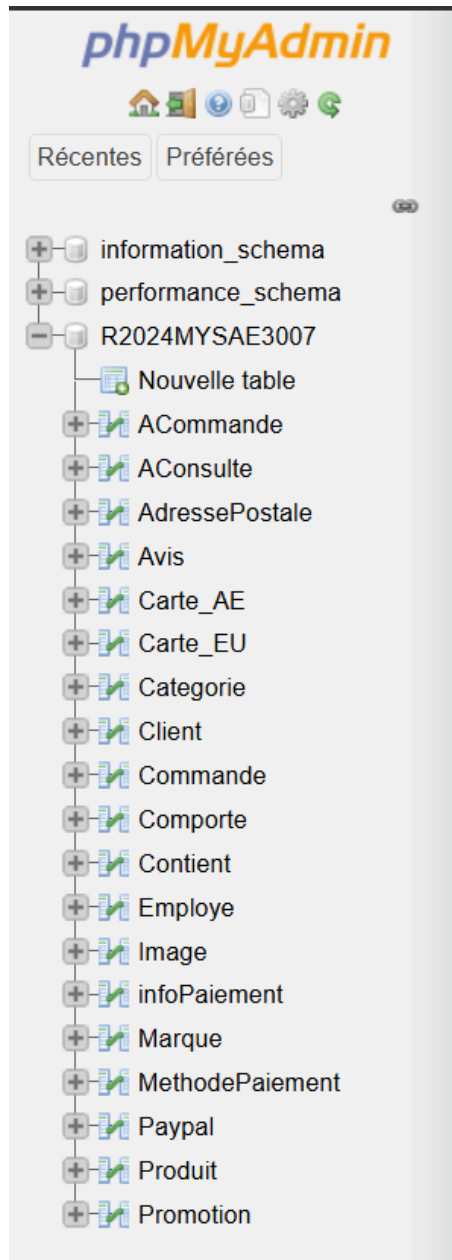 phpMyAdmin
Récentes Préférées
information_schema
performance_schema
R2024MYSAE3007
Nouvelle table
ACommande
AConsulte
AdressePostale
Avis
Carte_AE
Carte_EU
Categorie
Client
Commande
Comporte
Contient
Employe
Image
infoPaiement
Marque
MethodePaiement
Paypal
Produit
Promotion